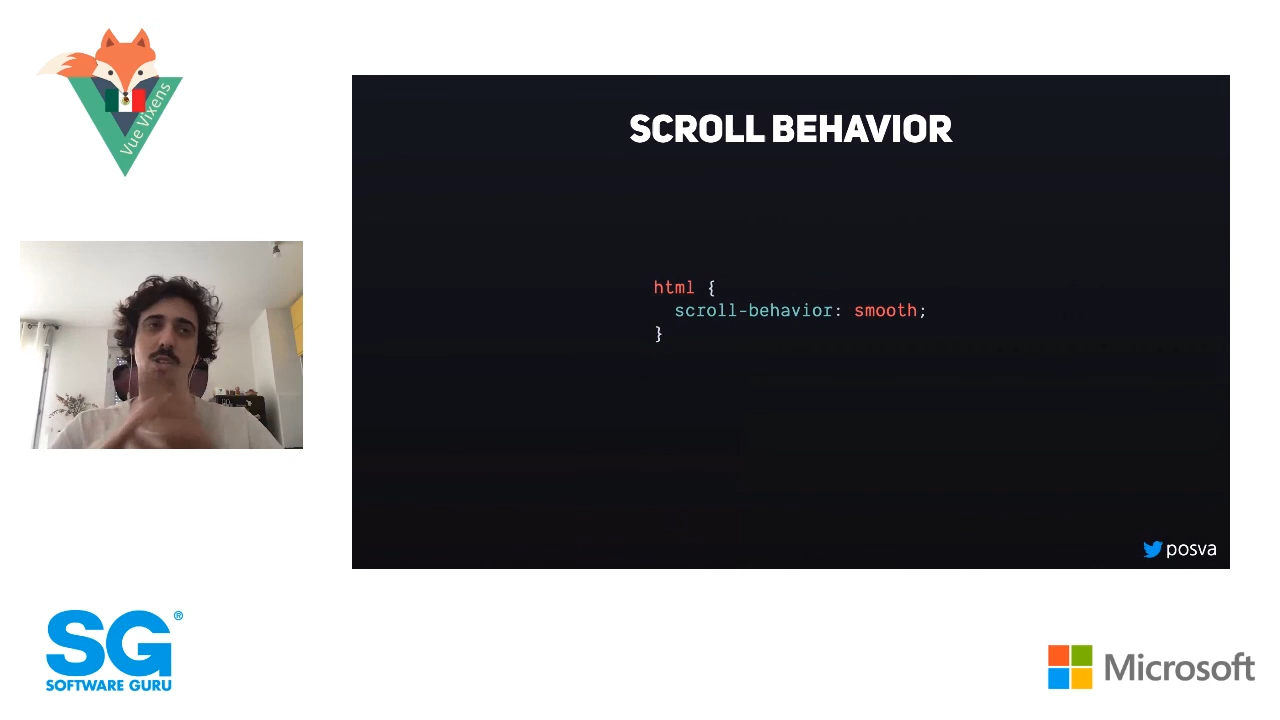 Vue Vixens
SCROLL BEHAVIOR
html {
scroll-behavior: smooth;
}
posva
SG®
SOFTWARE GURU
Microsoft